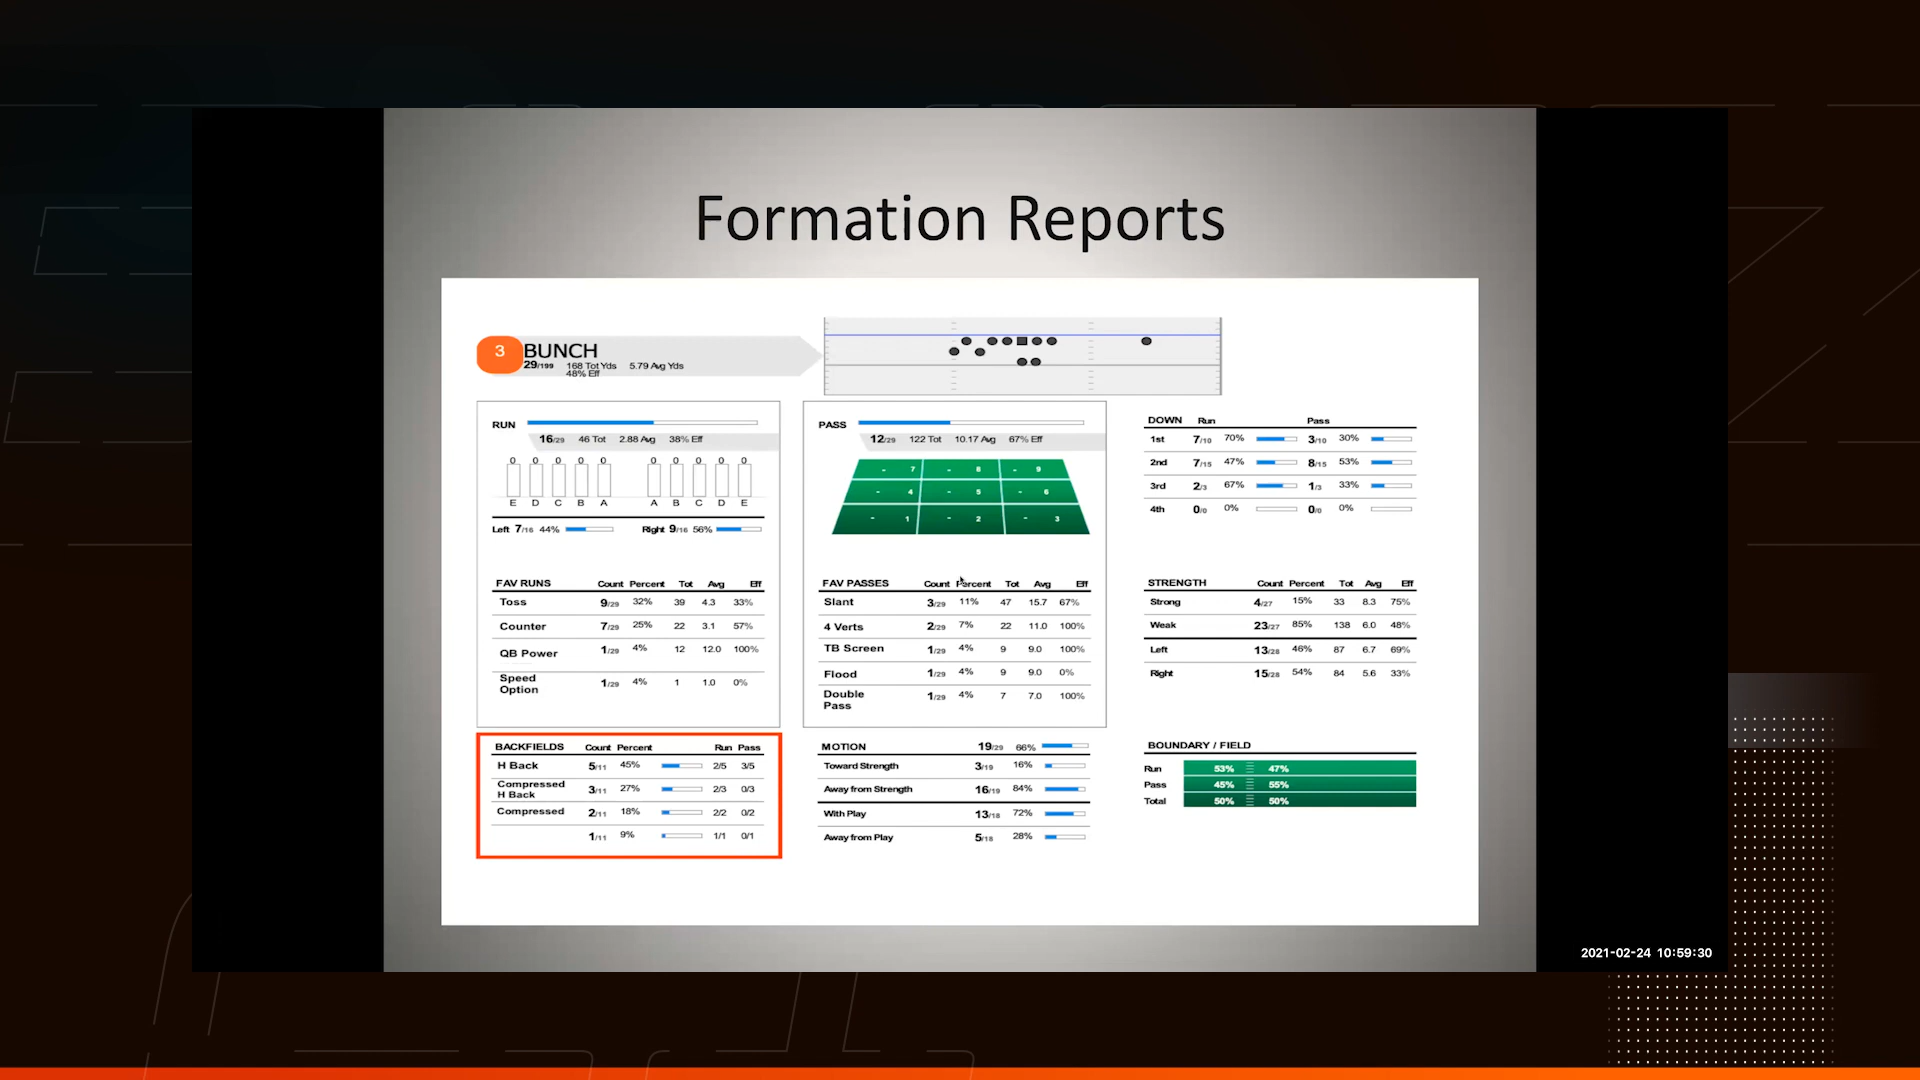 Formation Reports
3
BUNCH
29/199 168 Tot Yds 5.79 Avg Yds
48% Eff
RUN
16/29 46 Tot 2.88 Avg 38% Eff
0 0 0 0 0 0 0 0 0 0
E D C B A A B C D E
Left 7/16 44% Right 9/16 56%
FAV RUNS Count Percent Tot Avg Eff
Toss 9/29 32% 39 4.3 33%
Counter 7/29 25% 22 3.1 57%
QB Power 1/29 4% 12 12.0 100%
Speed
Option 1/29 4% 1 1.0 0%
PASS
12/29 122 Tot 10.17 Avg 67% Eff
- 7 - 8 - 9
- 4 - 5 - 6
- 1 - 2 - 3
FAV PASSES Count Percent Tot Avg Eff
Slant 3/29 11% 47 15.7 67%
4 Verts 2/29 7% 22 11.0 100%
TB Screen 1/29 4% 9 9.0 100%
Flood 1/29 4% 9 9.0 0%
Double
Pass 1/29 4% 7 7.0 100%
DOWN Run Pass
1st 7/10 70% 3/10 30%
2nd 7/15 47% 8/15 53%
3rd 2/3 67% 1/3 33%
4th 0/0 0% 0/0 0%
STRENGTH Count Percent Tot Avg Eff
Strong 4/27 15% 33 8.3 75%
Weak 23/27 85% 138 6.0 48%
Left 13/28 46% 87 6.7 69%
Right 15/28 54% 84 5.6 33%
BACKFIELDS Count Percent Run Pass
H Back 5/11 45% 2/5 3/5
Compressed
H Back 3/11 27% 2/3 0/3
Compressed 2/11 18% 2/2 0/2
1/11 9% 1/1 0/1
MOTION 19/29 66%
Toward Strength 3/19 16%
Away from Strength 16/19 84%
With Play 13/18 72%
Away from Play 5/18 28%
BOUNDARY / FIELD
Run 53% 47%
Pass 45% 55%
Total 50% 50%
2021-02-24 10:59:30